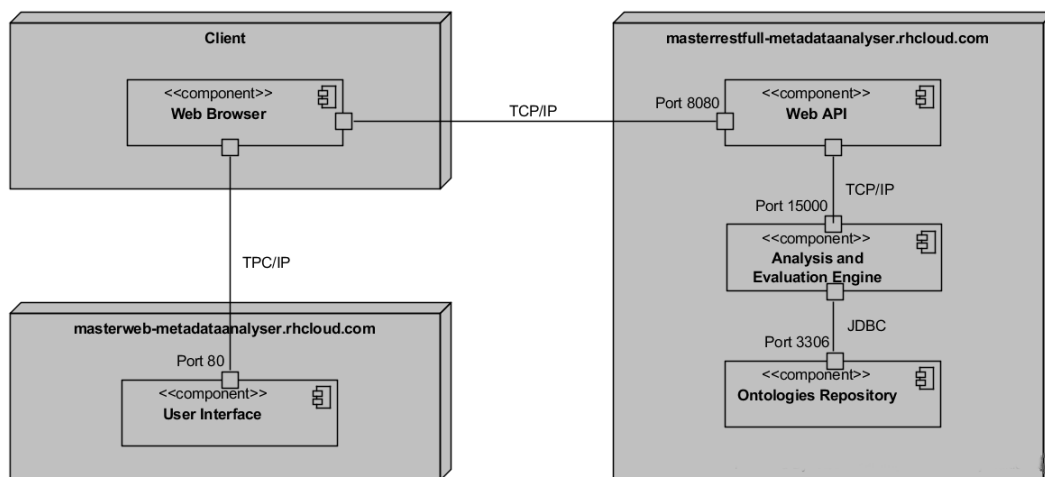 Client
<<component>>
Web Browser
TCP/IP
masterrestfull-metadataanalyser.rhcloud.com
Port 8080
<<component>>
Web API
TCP/IP
Port 15000
<<component>>
Analysis and
Evaluation Engine
JDBC
Port 3306
<<component>>
Ontologies Repository
TPC/IP
masterweb-metadataanalyser.rhcloud.com
Port 80
<<component>>
User Interface